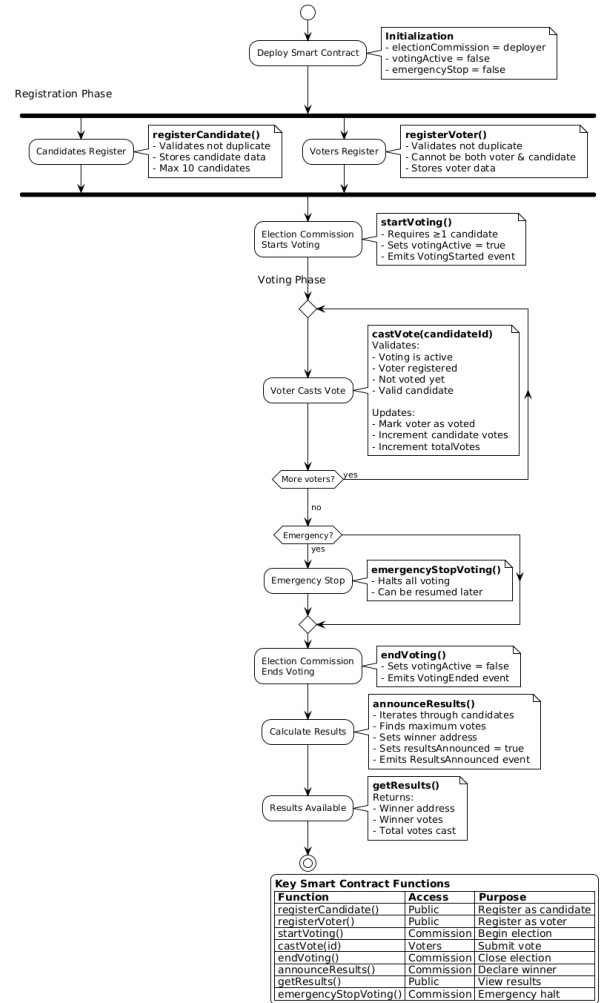 Deploy Smart Contract
Initialization
- electionCommission = deployer
- votingActive = false
- emergencyStop = false
Registration Phase
Candidates Register
registerCandidate()
- Validates not duplicate
- Stores candidate data
- Max 10 candidates
Voters Register
registerVoter()
- Validates not duplicate
- Cannot be both voter & candidate
- Stores voter data
Election Commission
Starts Voting
startVoting()
- Requires ≥1 candidate
- Sets votingActive = true
- Emits VotingStarted event
Voting Phase
Voter Casts Vote
castVote(candidateId)
Validates:
- Voting is active
- Voter registered
- Not voted yet
- Valid candidate
Updates:
- Mark voter as voted
- Increment candidate votes
- Increment totalVotes
More voters?
yes
no
Emergency?
yes
Emergency Stop
emergencyStopVoting()
- Halts all voting
- Can be resumed later
Election Commission
Ends Voting
endVoting()
- Sets votingActive = false
- Emits VotingEnded event
Calculate Results
announceResults()
- Iterates through candidates
- Finds maximum votes
- Sets winner address
- Sets resultsAnnounced = true
- Emits ResultsAnnounced event
Results Available
getResults()
Returns:
- Winner address
- Winner votes
- Total votes cast
Key Smart Contract Functions
Function Access Purpose
registerCandidate() Public Register as candidate
registerVoter() Public Register as voter
startVoting() Commission Begin election
castVote(id) Voters Submit vote
endVoting() Commission Close election
announceResults() Commission Declare winner
getResults() Public View results
emergencyStopVoting() Commission Emergency halt